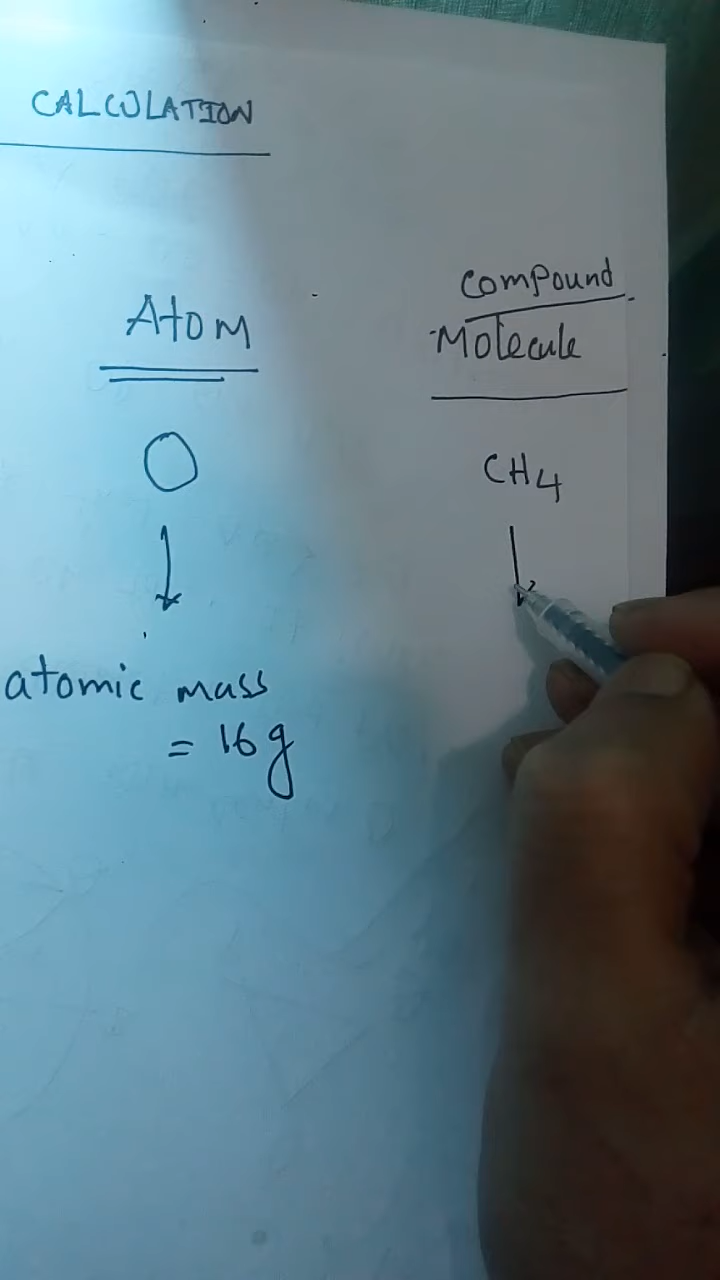 CALCULATION
Atom
O
atomic mass
= 16g
Compound
Molecule
CH4